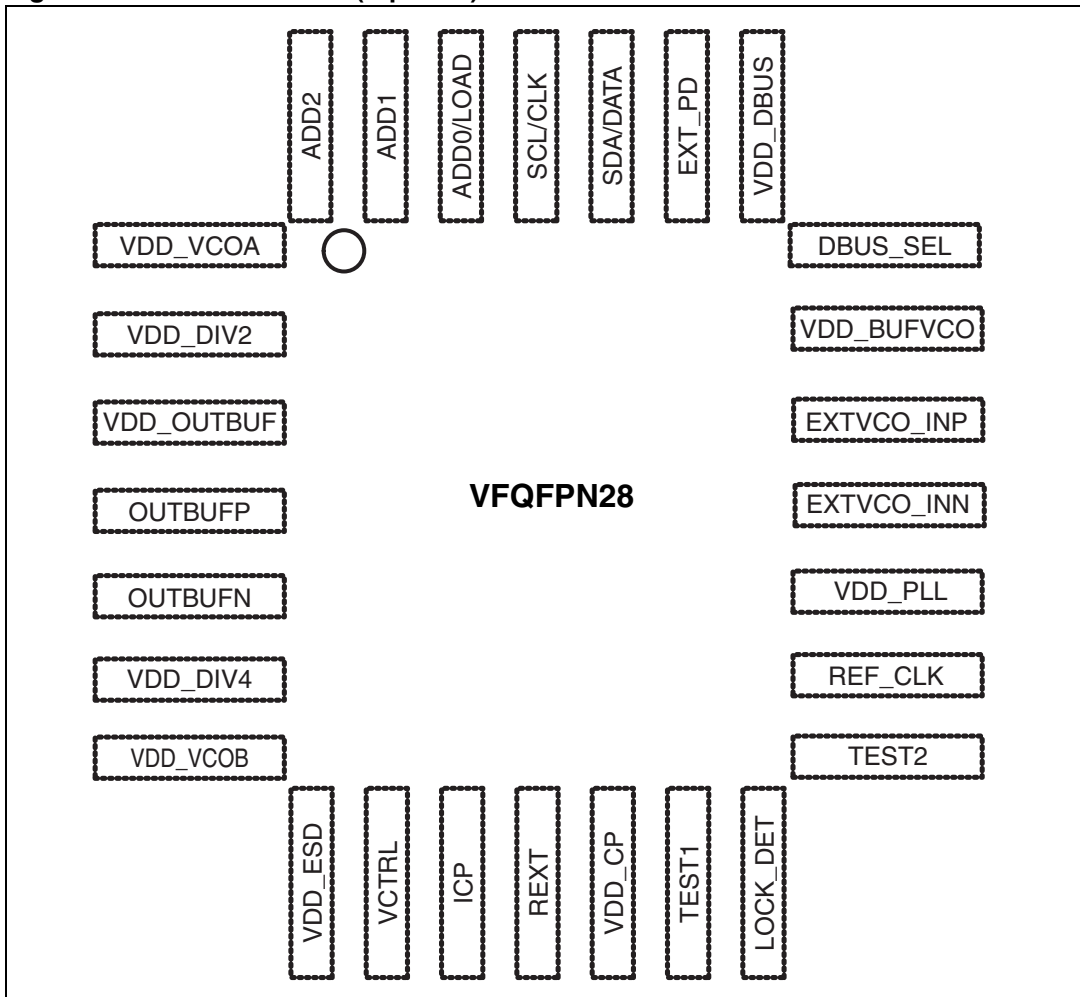 ADD2
ADD1
ADD0/LOAD
SCL/CLK
SDA/DATA
EXT_PD
VDD_DBUS
VDD_VCOA
VDD_DIV2
VDD_OUTBUF
OUTBUFP
OUTBUFN
VDD_DIV4
VDD_VCOB
VFQFPN28
DBUS_SEL
VDD_BUFVCO
EXTVCO_INP
EXTVCO_INN
VDD_PLL
REF_CLK
TEST2
VDD_ESD
VCTRL
ICP
REXT
VDD_CP
TEST1
LOCK_DET